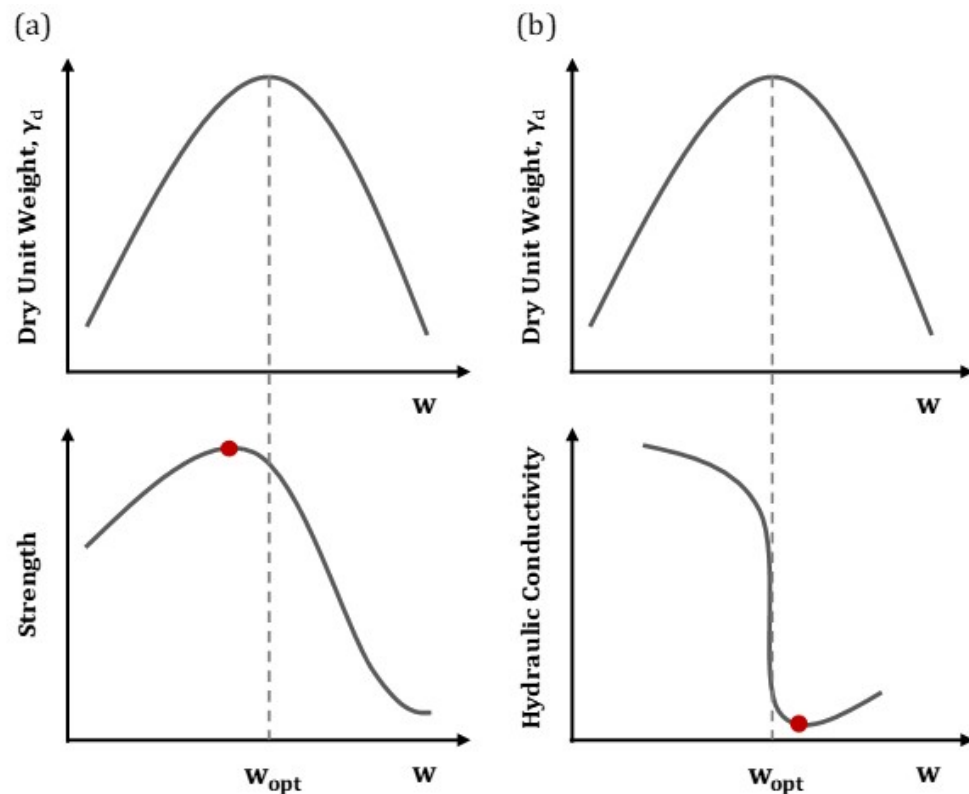 (a)
(b)
Dry Unit Weight, γd
w
Dry Unit Weight, γd
w
Strength
wopt
w
Hydraulic Conductivity
wopt
w